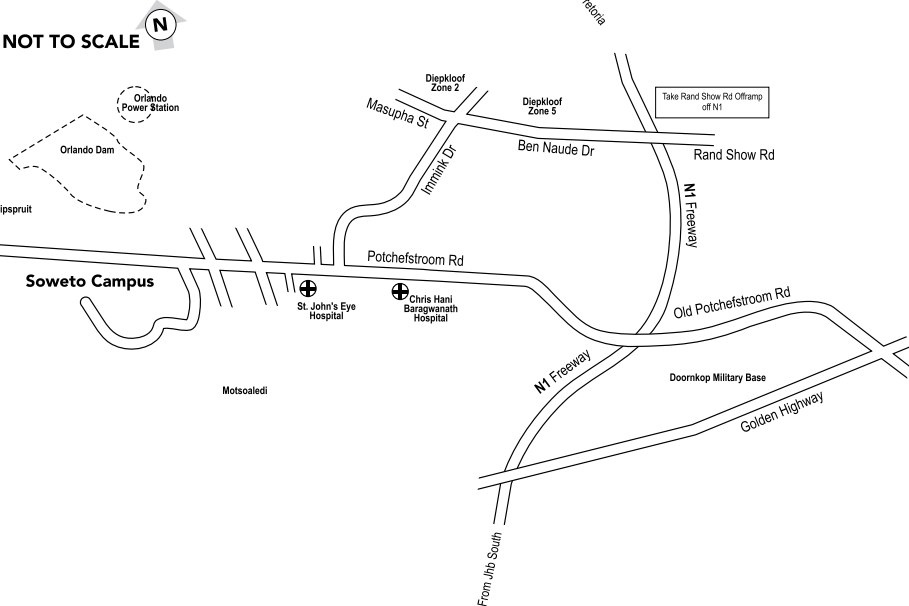 retoria
N
NOT TO SCALE
Diepkloof
Zone 2
Orlando
Power Station
Masupha St
Diepkloof
Zone 5
Take Rand Show Rd Offramp
off N1
Orlando Dam
Ben Naude Dr
Rand Show Rd
Immink Dr
N1 Freeway
ipspruit
Potchefstroom Rd
Soweto Campus
St. John's Eye
Hospital
Chris Hani
Baragwanath
Hospital
Old Potchefstroom Rd
N1 Freeway
Doornkop Military Base
Motsoaledi
Golden Highway
From Jhb South